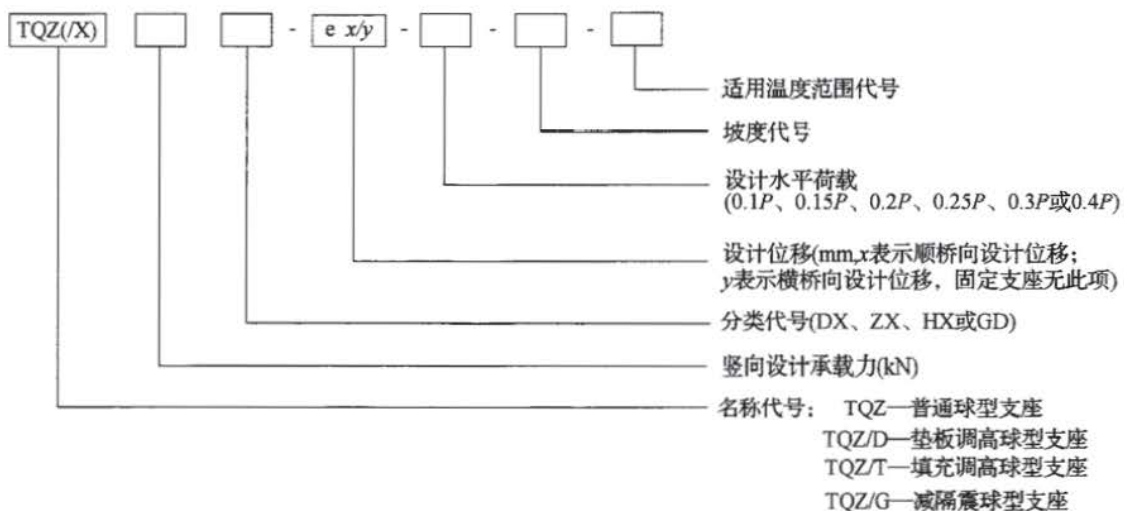 TQZ(/X) - e x/y - - -
适用温度范围代号
坡度代号
设计水平荷载
(0.1P、0.15P、0.2P、0.25P、0.3P或0.4P)
设计位移(mm,x表示顺桥向设计位移；
y表示横桥向设计位移，固定支座无此项)
分类代号(DX、ZX、HX或GD)
竖向设计承载力(kN)
名称代号： TQZ—普通球型支座
TQZ/D—垫板调高球型支座
TQZ/T—填充调高球型支座
TQZ/G—减隔震球型支座